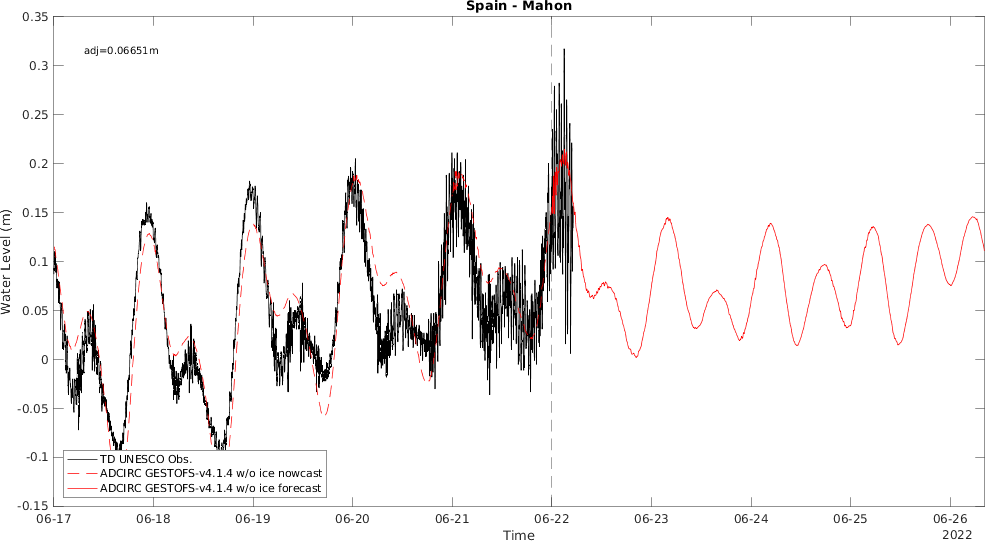 Spain - Mahon
adj=0.06651m
0.35
0.3
0.25
0.2
0.15
0.1
0.05
0
-0.05
-0.1
-0.15
Water Level (m)
TD UNESCO Obs.
ADCIRC GESTOFS-v4.1.4 w/o ice nowcast
ADCIRC GESTOFS-v4.1.4 w/o ice forecast
06-17 06-18 06-19 06-20 06-21 06-22 06-23 06-24 06-25 06-26
Time
2022